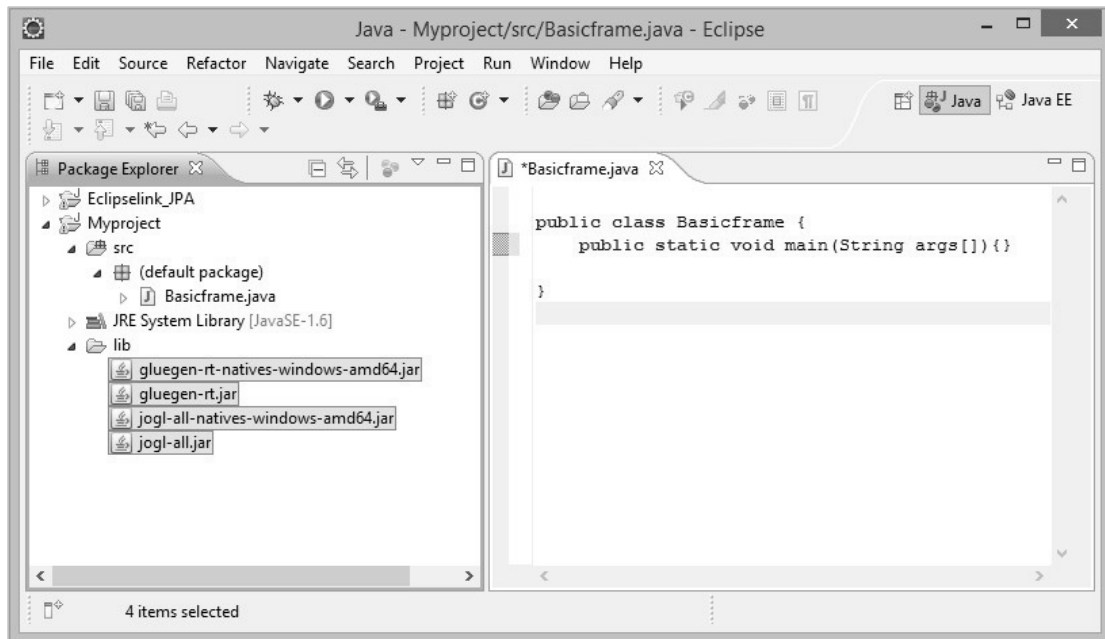 Java - Myproject/src/Basicframe.java - Eclipse
File Edit Source Refactor Navigate Search Project Run Window Help
Java Java EE
Package Explorer
*Basicframe.java
Eclipselink_JPA
Myproject
src
(default package)
Basicframe.java
JRE System Library [JavaSE-1.6]
lib
gluegen-rt-natives-windows-amd64.jar
gluegen-rt.jar
jogl-all-natives-windows-amd64.jar
jogl-all.jar
public class Basicframe {
public static void main(String args[]){}
}
4 items selected